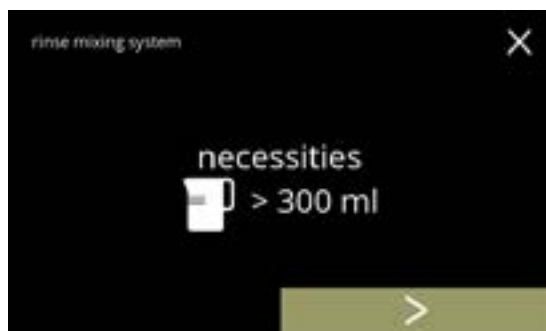 rinse mixing system
necessities
> 300 ml